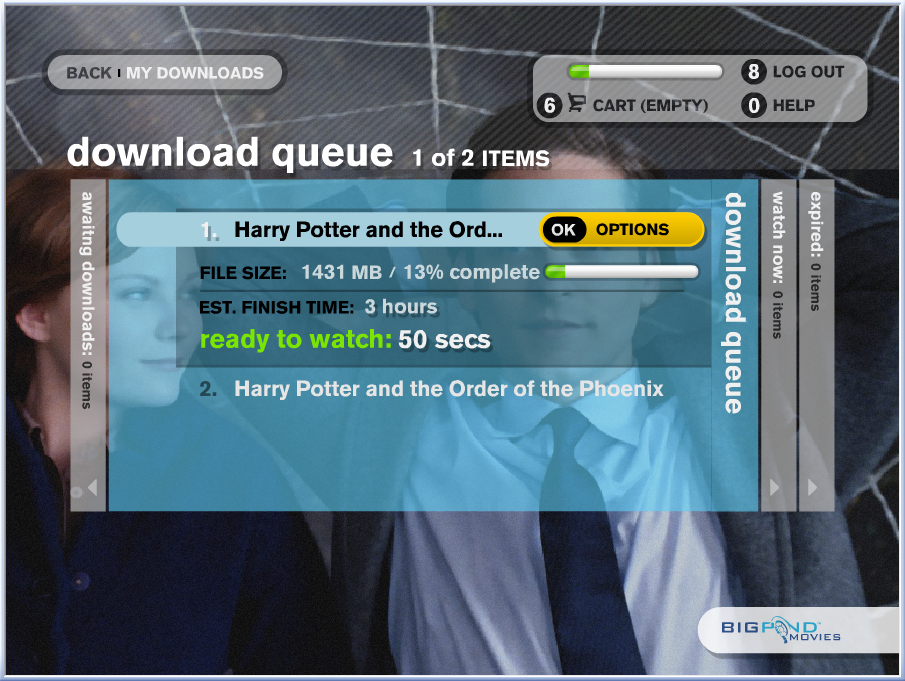 BACK MY DOWNLOADS
8 LOG OUT
6 CART (EMPTY) 0 HELP
download queue 1 of 2 ITEMS
awaitng downloads: 0 items
1. Harry Potter and the Ord... OK OPTIONS
FILE SIZE: 1431 MB / 13% complete
EST. FINISH TIME: 3 hours
ready to watch: 50 secs
2. Harry Potter and the Order of the Phoenix
download queue
watch now: 0 items
expired: 0 items
BIGPOND™
MOVIES